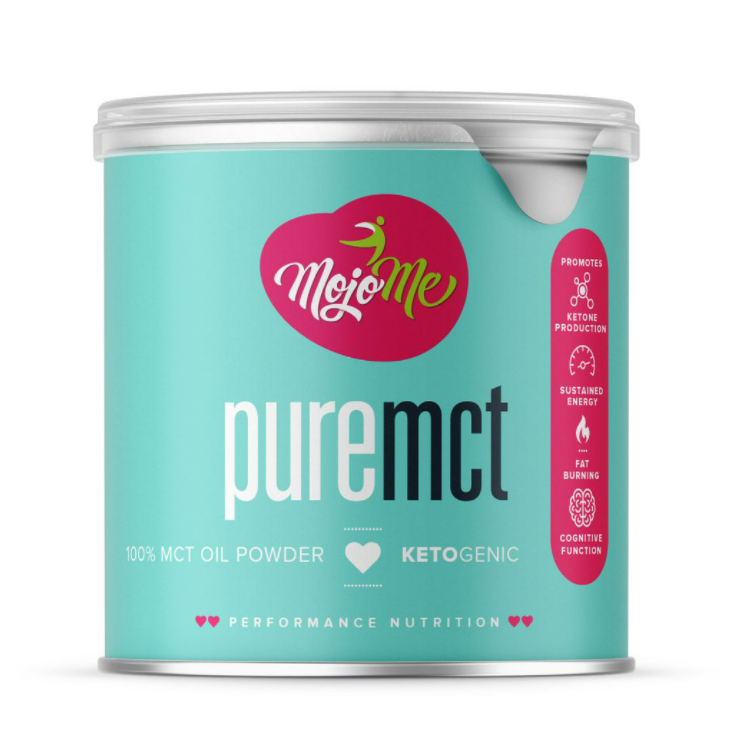 MojoMe
puremct
100% MCT OIL POWDER
KETOGENIC
PERFORMANCE NUTRITION
PROMOTES
KETONE
PRODUCTION
SUSTAINED
ENERGY
FAT
BURNING
COGNITIVE
FUNCTION